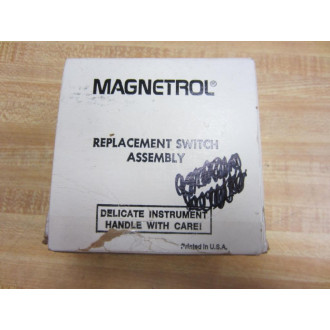 MAGNETROL®
REPLACEMENT SWITCH
ASSEMBLY
DELICATE INSTRUMENT
HANDLE WITH CARE!
Printed in U.S.A.